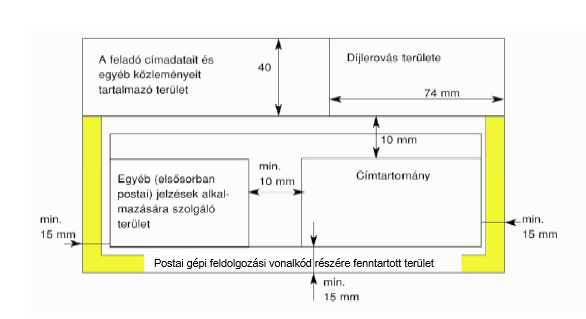 A feladó címadatait és
egyéb közleményeit
tartalmazó terület
40
Díjlerovás területe
74 mm
10 mm
min.
10 mm
Egyéb (elsősorban
postai) jelzések alkal-
mazására szolgáló
terület
Címtartomány
min.
15 mm
min.
15 mm
Postai gépi feldolgozási vonalkód részére fenntartott terület
min.
15 mm